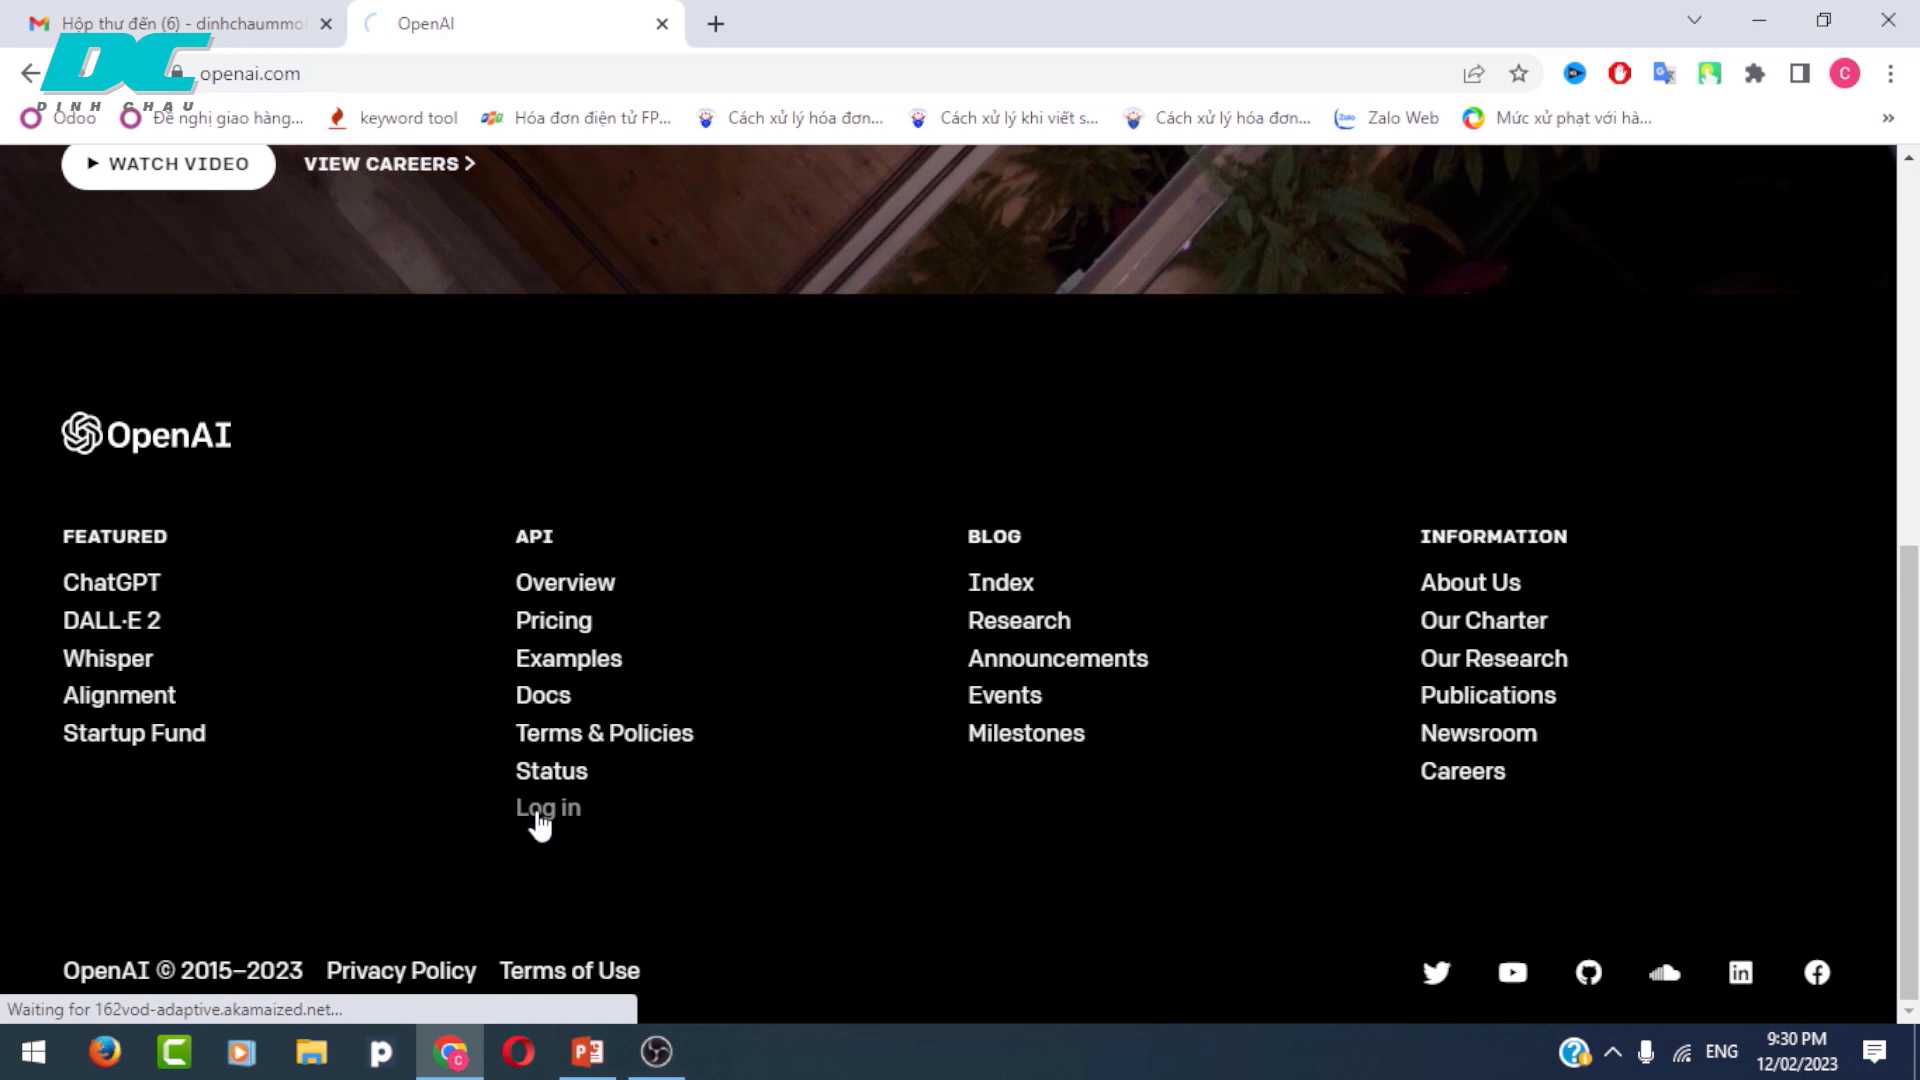 Hộp thư đến (6) - dinhchaummo
OpenAI
DC
DINH CHAU
openai.com
C
Odoo
Đề nghị giao hàng...
keyword tool
Hóa đơn điện tử FP...
Cách xử lý hóa đơn...
Cách xử lý khi viết s...
Cách xử lý hóa đơn...
Zalo Web
Mức xử phạt với hà...
WATCH VIDEO
VIEW CAREERS >
OpenAI
FEATURED
ChatGPT
DALL·E 2
Whisper
Alignment
Startup Fund
API
Overview
Pricing
Examples
Docs
Terms & Policies
Status
Log in
BLOG
Index
Research
Announcements
Events
Milestones
INFORMATION
About Us
Our Charter
Our Research
Publications
Newsroom
Careers
OpenAI © 2015–2023
Privacy Policy
Terms of Use
Waiting for 162vod-adaptive.akamaized.net...
ENG
9:30 PM
12/02/2023